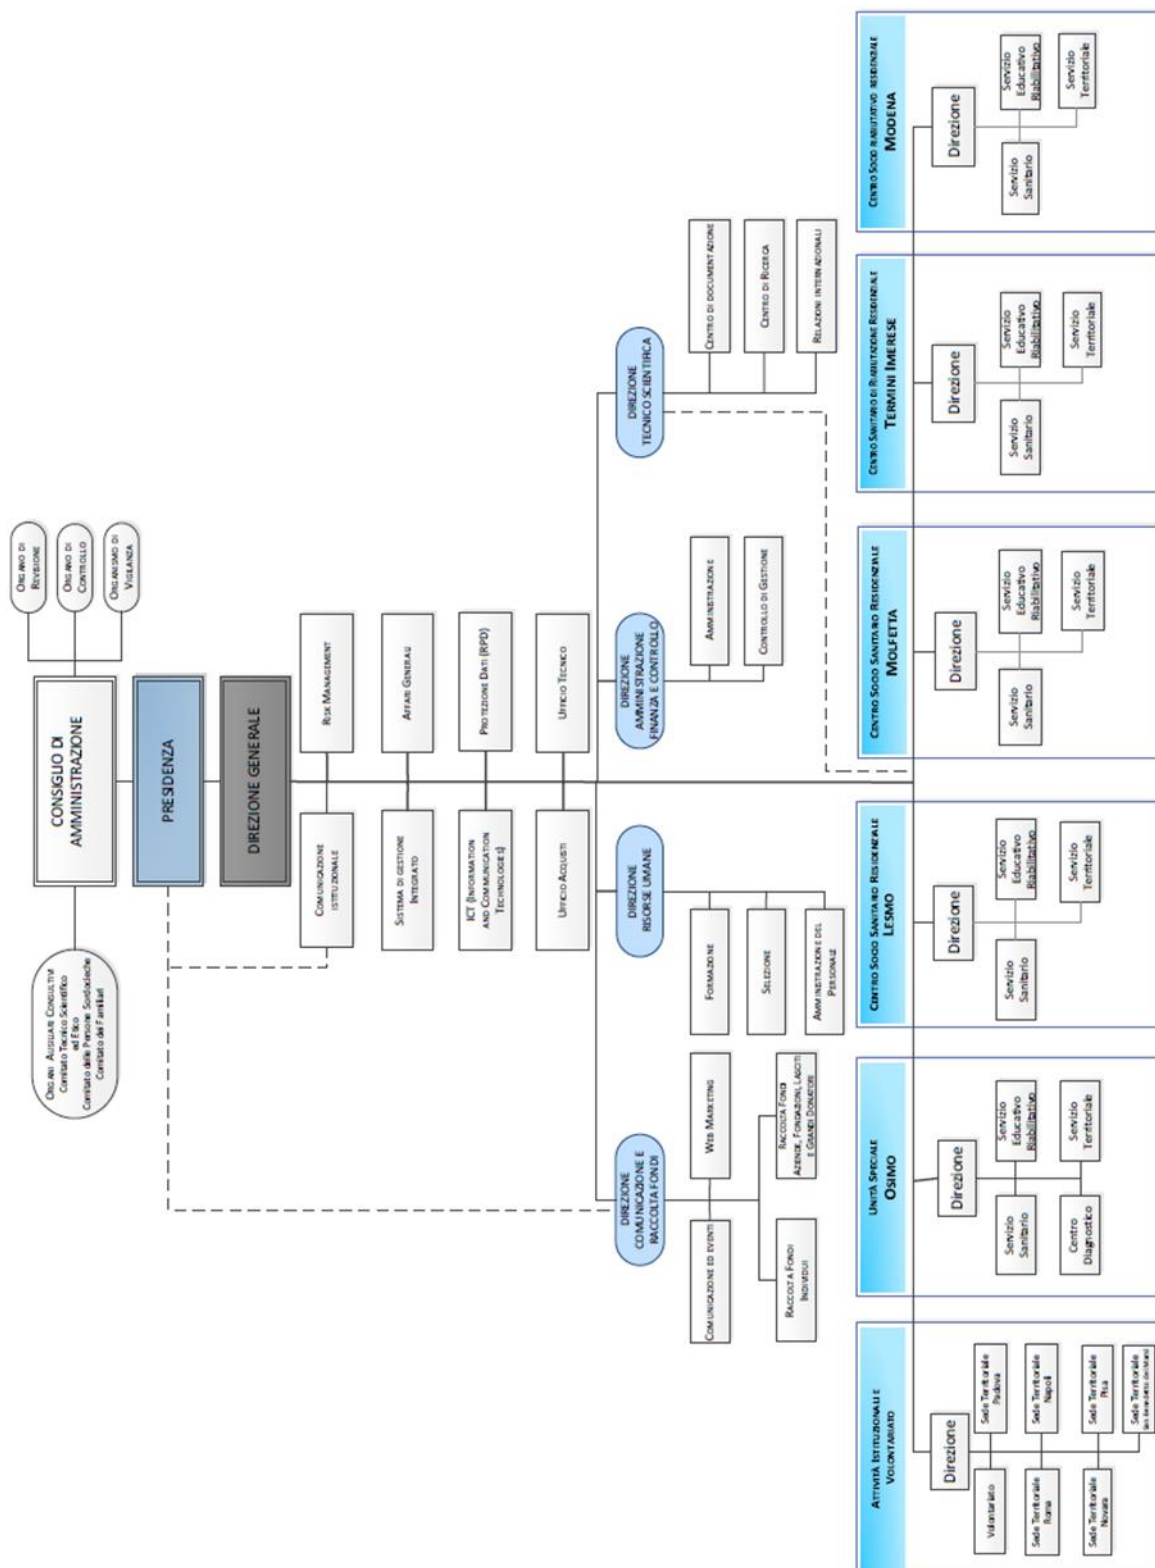 ORGANO DI
REVISIONE
ORGANO DI
CONTROLLO
ORGANISMO DI
VIGILANZA
CONSIGLIO DI
AMMINISTRAZIONE
ORGANI AUSILIARI CONSULTIVI
Comitato Tecnico Scientifico
ed Etico
Comitato delle Persone Sordocieche
Comitato dei Familiari
PRESIDENZA
DIREZIONE GENERALE
COMUNICAZIONE
ISTITUZIONALE
RISK MANAGEMENT
SISTEMA DI GESTIONE
INTEGRATO
AFFARI GENERALI
ICT (INFORMATION
AND COMMUNICATION
TECHNOLOGIES)
PROTEZIONE DATI (RPD)
UFFICIO ACQUISTI
UFFICIO TECNICO
DIREZIONE
COMUNICAZIONE E
RACCOLTA FONDI
DIREZIONE
RISORSE UMANE
DIREZIONE
AMMINISTRAZIONE
FINANZA E CONTROLLO
DIREZIONE
TECNICO SCIENTIFICA
COMUNICAZIONE ED EVENTI
WEB MARKETING
RACCOLTA FONDI
INDIVIDUI
RACCOLTA FONDI
AZIENDE, FONDAZIONI, LASCITI
E GRANDI DONATORI
FORMAZIONE
SELEZIONE
AMMINISTRAZIONE DEL
PERSONALE
AMMINISTRAZIONE
CONTROLLO DI GESTIONE
CENTRO DI DOCUMENTAZIONE
CENTRO DI RICERCA
RELAZIONI INTERNAZIONALI
ATTIVITÀ ISTITUZIONALI E
VOLONTARIATO
Direzione
Volontariato
Sede Territoriale
Padova
Sede Territoriale
Roma
Sede Territoriale
Napoli
Sede Territoriale
Novara
Sede Territoriale
Pisa
Sede Territoriale
San Benedetto dei Marsi
UNITÀ SPECIALE
OSIMO
Direzione
Servizio
Sanitario
Servizio
Educativo
Riabilitativo
Centro
Diagnostico
Servizio
Territoriale
CENTRO SOCIO SANITARIO RESIDENZIALE
LESMO
Direzione
Servizio
Sanitario
Servizio
Educativo
Riabilitativo
Servizio
Territoriale
CENTRO SOCIO SANITARIO RESIDENZIALE
MOLFETTA
Direzione
Servizio
Sanitario
Servizio
Educativo
Riabilitativo
Servizio
Territoriale
CENTRO SANITARIO DI RIABILITAZIONE RESIDENZIALE
TERMINI IMERESE
Direzione
Servizio
Sanitario
Servizio
Educativo
Riabilitativo
Servizio
Territoriale
CENTRO SOCIO RIABILITATIVO RESIDENZIALE
MODENA
Direzione
Servizio
Sanitario
Servizio
Educativo
Riabilitativo
Servizio
Territoriale